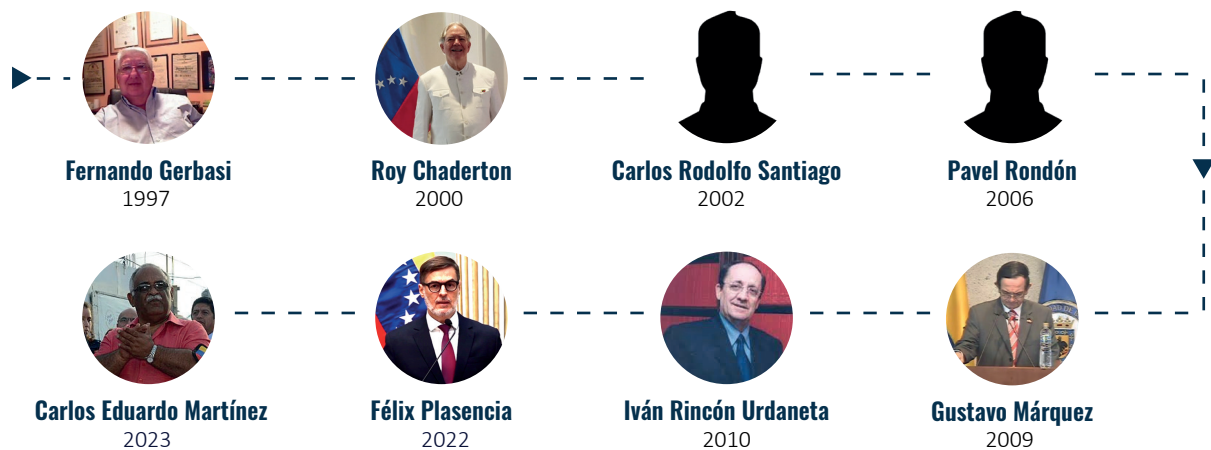 Fernando Gerbasi
1997
Roy Chaderton
2000
Carlos Rodolfo Santiago
2002
Pavel Rondón
2006
Carlos Eduardo Martínez
2023
Félix Plasencia
2022
Iván Rincón Urdaneta
2010
Gustavo Márquez
2009